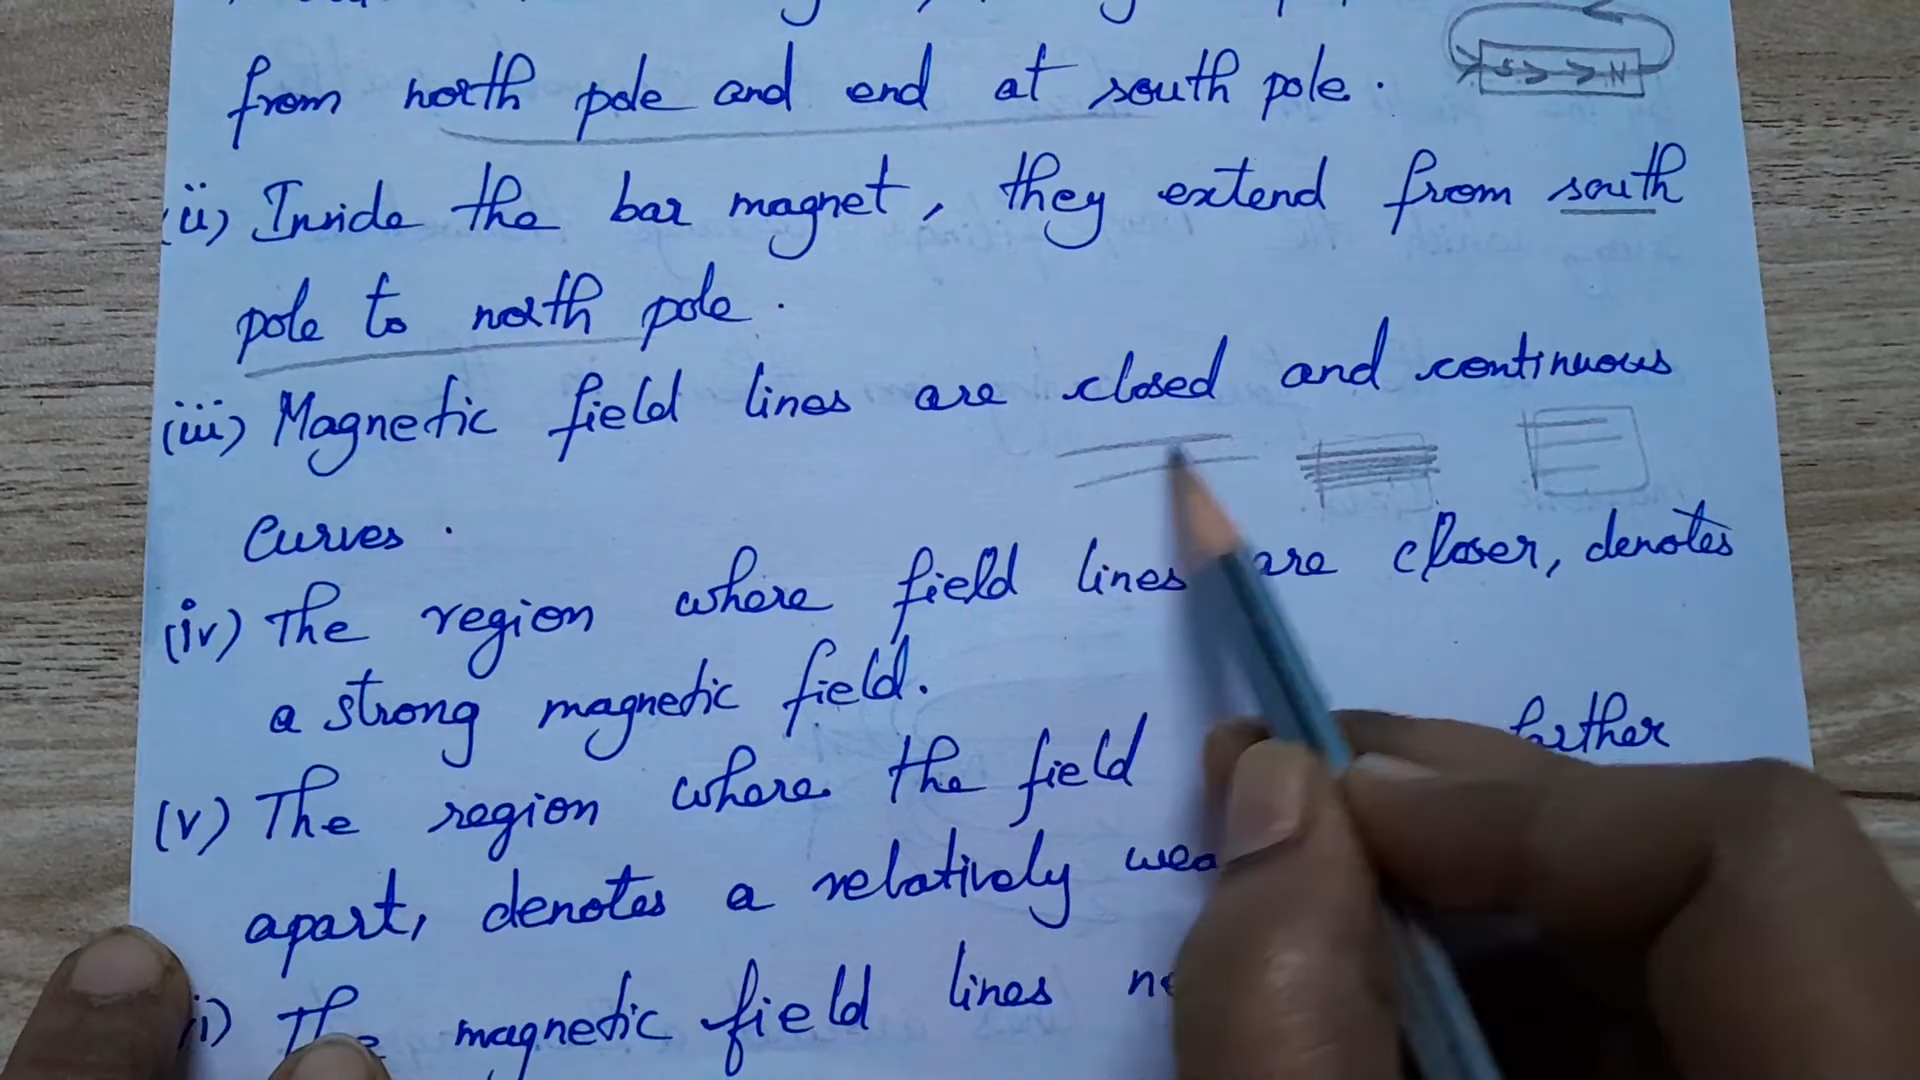 from north pole and end at south pole.
S N
(ii) Inside the bar magnet, they extend from south
pole to north pole.
(iii) Magnetic field lines are closed and continuous
curves.
(iv) The region where field lines are closer, denotes
a strong magnetic field.
(v) The region where the field farther
apart, denotes a relatively
i) The magnetic field lines